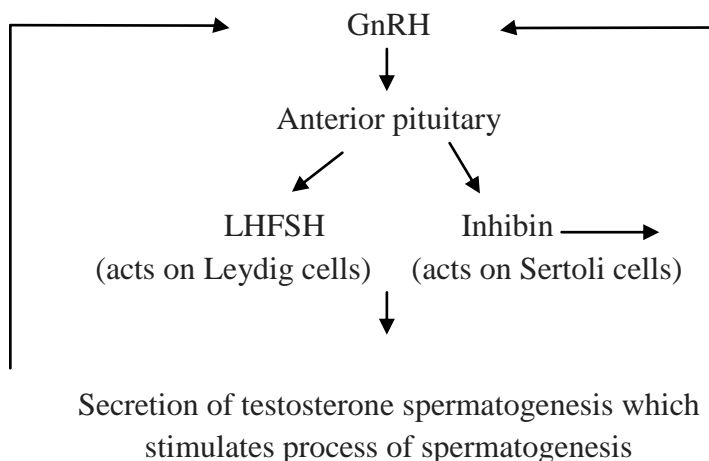 GnRH
Anterior pituitary
LHFSH Inhibin
(acts on Leydig cells) (acts on Sertoli cells)
Secretion of testosterone spermatogenesis which
stimulates process of spermatogenesis